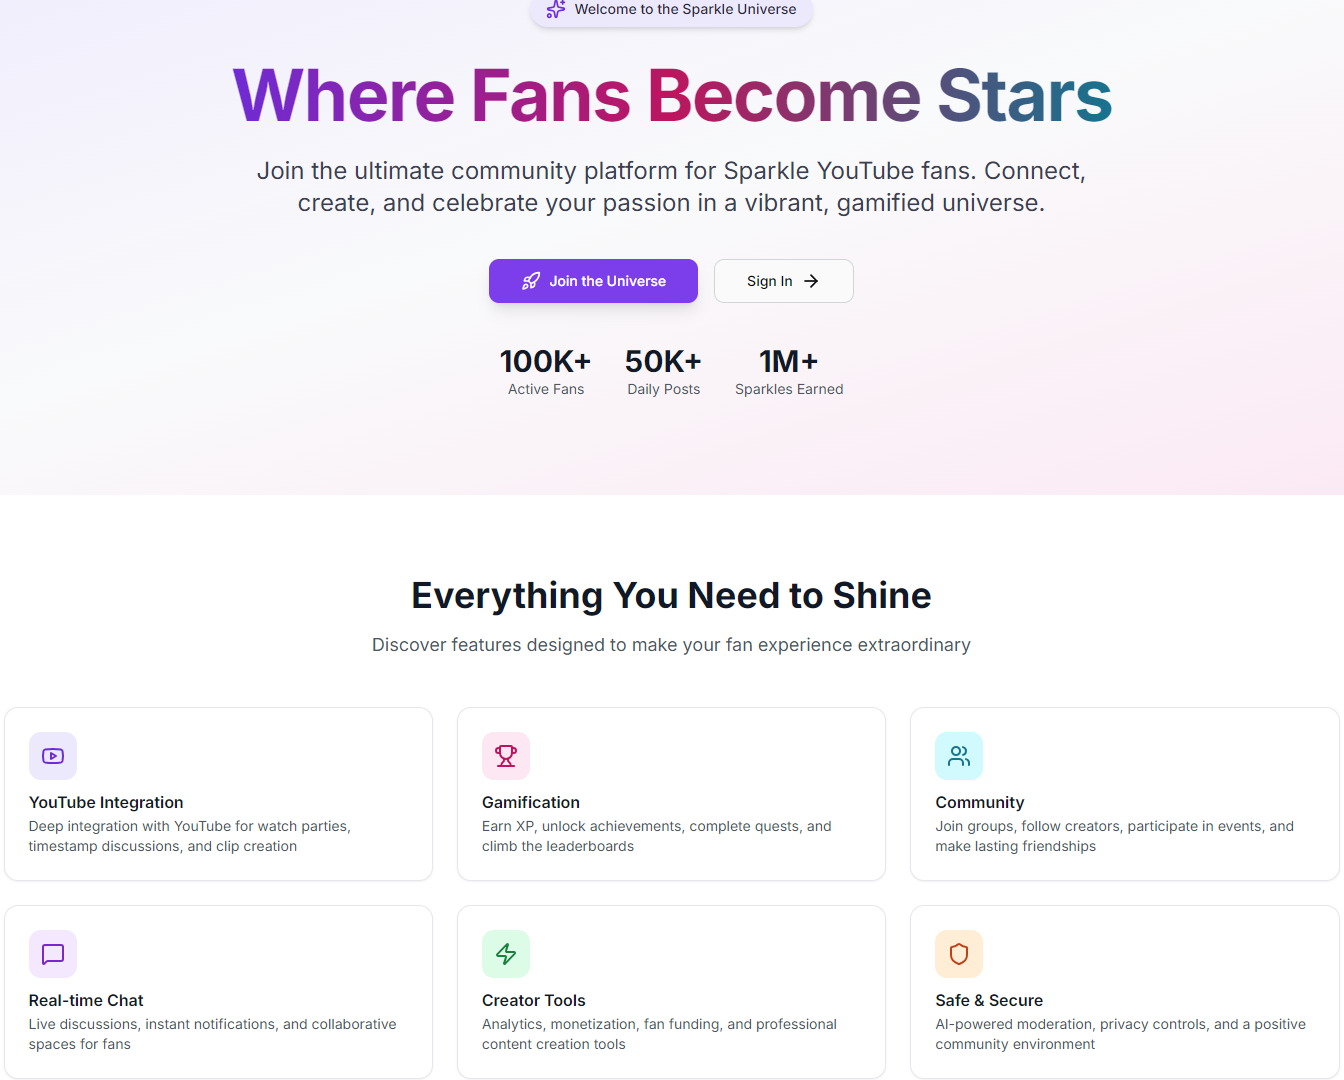 Welcome to the Sparkle Universe
Where Fans Become Stars
Join the ultimate community platform for Sparkle YouTube fans. Connect,
create, and celebrate your passion in a vibrant, gamified universe.
Join the Universe
Sign In
100K+
Active Fans
50K+
Daily Posts
1M+
Sparkles Earned
Everything You Need to Shine
Discover features designed to make your fan experience extraordinary
YouTube Integration
Deep integration with YouTube for watch parties,
timestamp discussions, and clip creation
Gamification
Earn XP, unlock achievements, complete quests, and
climb the leaderboards
Community
Join groups, follow creators, participate in events, and
make lasting friendships
Real-time Chat
Live discussions, instant notifications, and collaborative
spaces for fans
Creator Tools
Analytics, monetization, fan funding, and professional
content creation tools
Safe & Secure
AI-powered moderation, privacy controls, and a positive
community environment